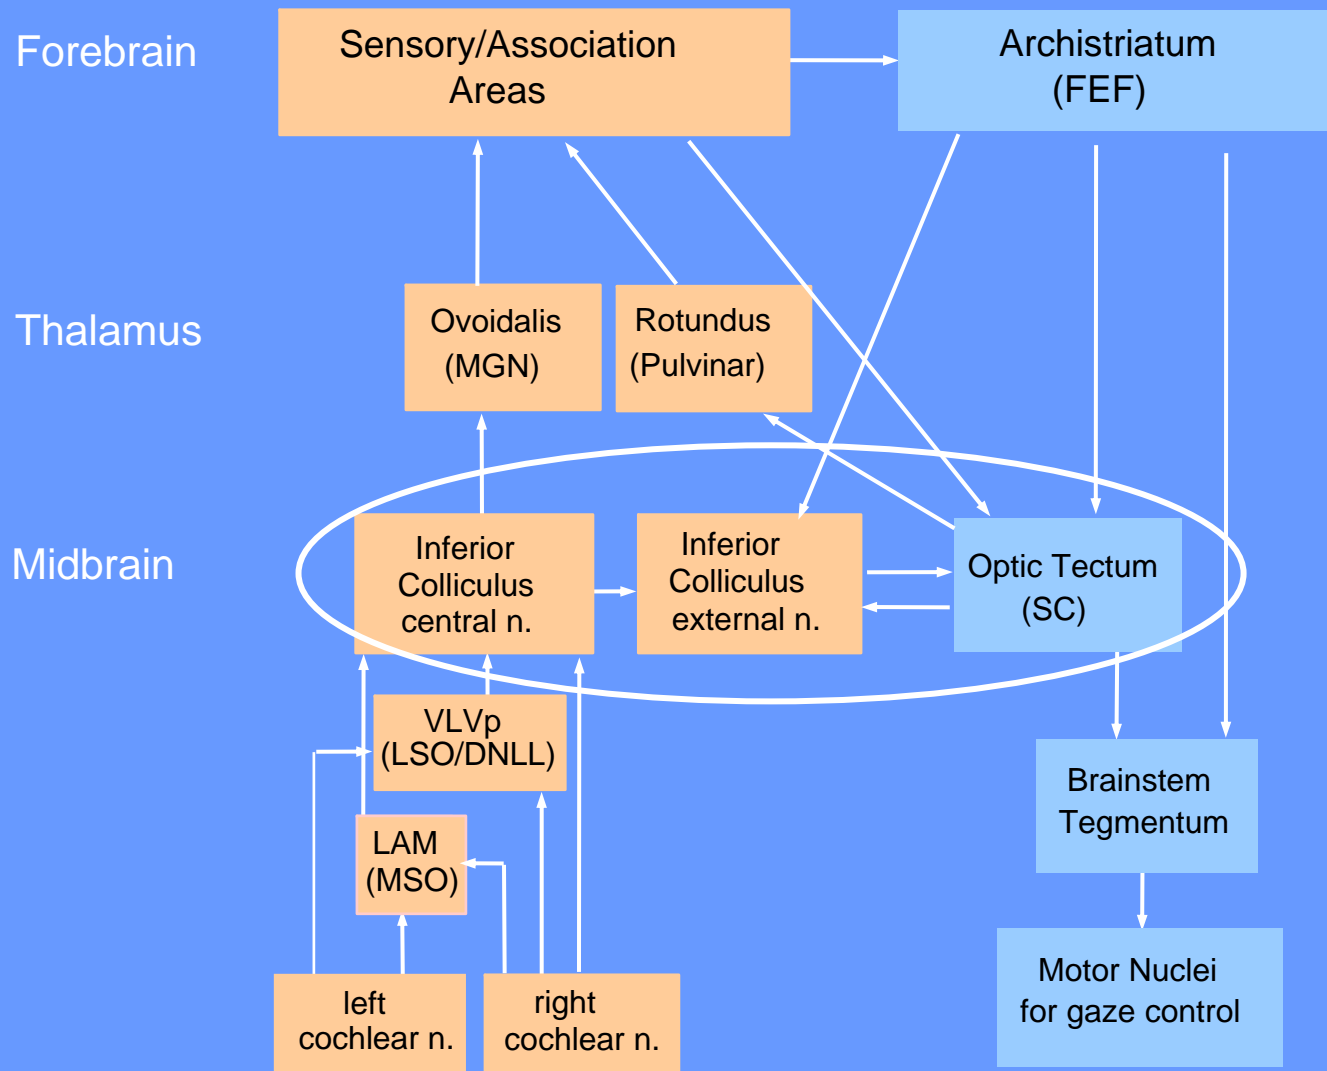 Forebrain
Sensory/Association
Areas
Archistriatum
(FEF)
Thalamus
Ovoidalis
(MGN)
Rotundus
(Pulvinar)
Midbrain
Inferior
Colliculus
central n.
Inferior
Colliculus
external n.
Optic Tectum
(SC)
VLVp
(LSO/DNLL)
LAM
(MSO)
Brainstem
Tegmentum
left
cochlear n.
right
cochlear n.
Motor Nuclei
for gaze control